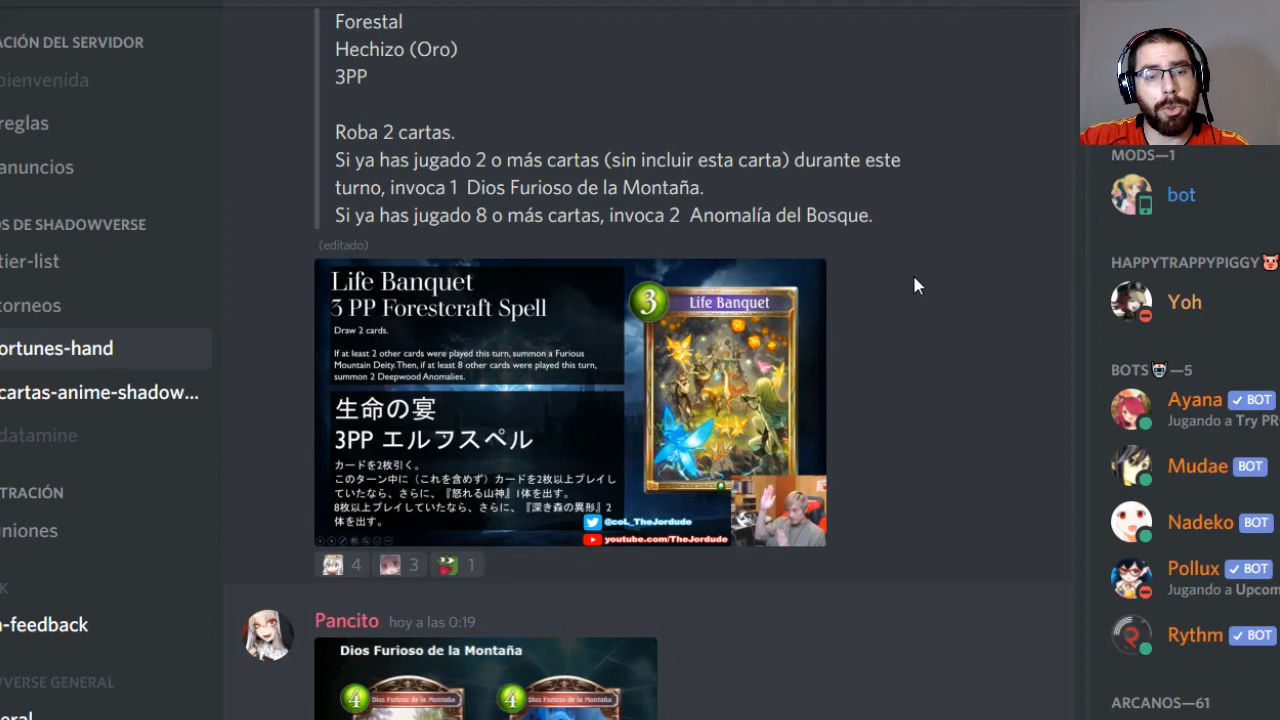 ACIÓN DEL SERVIDOR
bienvenida
reglas
anuncios
OS DE SHADOWVERSE
tier-list
torneos
ortunes-hand
cartas-anime-shadow...
datamine
TRACIÓN
uniones
K
-feedback
VERSE GENERAL
Forestal
Hechizo (Oro)
3PP
Roba 2 cartas.
Si ya has jugado 2 o más cartas (sin incluir esta carta) durante este
turno, invoca 1 Dios Furioso de la Montaña.
Si ya has jugado 8 o más cartas, invoca 2 Anomalía del Bosque.
(editado)
Life Banquet
3 PP Forestcraft Spell
Draw 2 cards.
If at least 2 other cards were played this turn, summon a Furious
Mountain Deity. Then, if at least 8 other cards were played this turn,
summon 2 Deepwood Anomalies.
生命の宴
3PP エルフスペル
カードを2枚引く。
このターン中に（これを含めず）カードを2枚以上プレイし
ていたなら、さらに、『怒れる山神』1体を出す。
8枚以上プレイしていたなら、さらに、『深き森の異形』2
体を出す。
3
Life Banquet
@coL_TheJordude
youtube.com/TheJordude
4
3
1
Pancito hoy a las 0:19
Dios Furioso de la Montaña
4 Dios Furioso de la Montaña
4 Dios Furioso de la Montaña
MODS—1
bot
HAPPYTRAPPYPIGGY
Yoh
BOTS —5
Ayana BOT
Jugando a Try PR
Mudae BOT
Nadeko BOT
Pollux BOT
Jugando a Upcom
Rythm BOT
ARCANOS—61